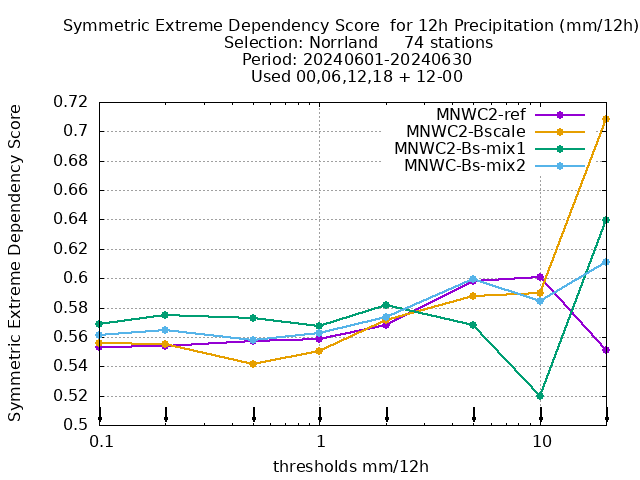 Symmetric Extreme Dependency Score  for 12h Precipitation (mm/12h)
Selection: Norrland     74 stations
Period: 20240601-20240630
Used 00,06,12,18 + 12-00
Symmetric Extreme Dependency Score
0.72
0.7
0.68
0.66
0.64
0.62
0.6
0.58
0.56
0.54
0.52
0.5
MNWC2-ref
MNWC2-Bscale
MNWC2-Bs-mix1
MNWC-Bs-mix2
0.1
1
10
thresholds mm/12h